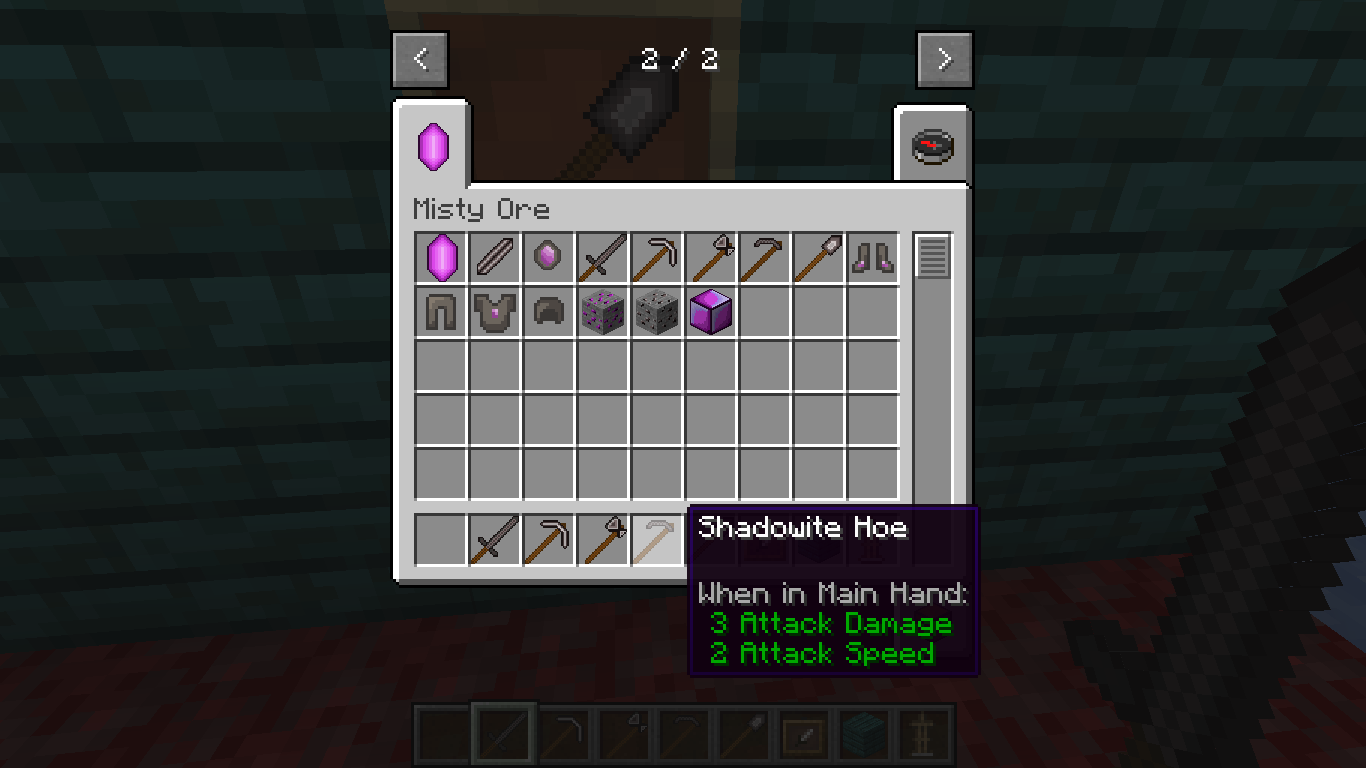 <
2 / 2
>
Misty Ore
Shadowite Hoe
When in Main Hand:
3 Attack Damage
2 Attack Speed